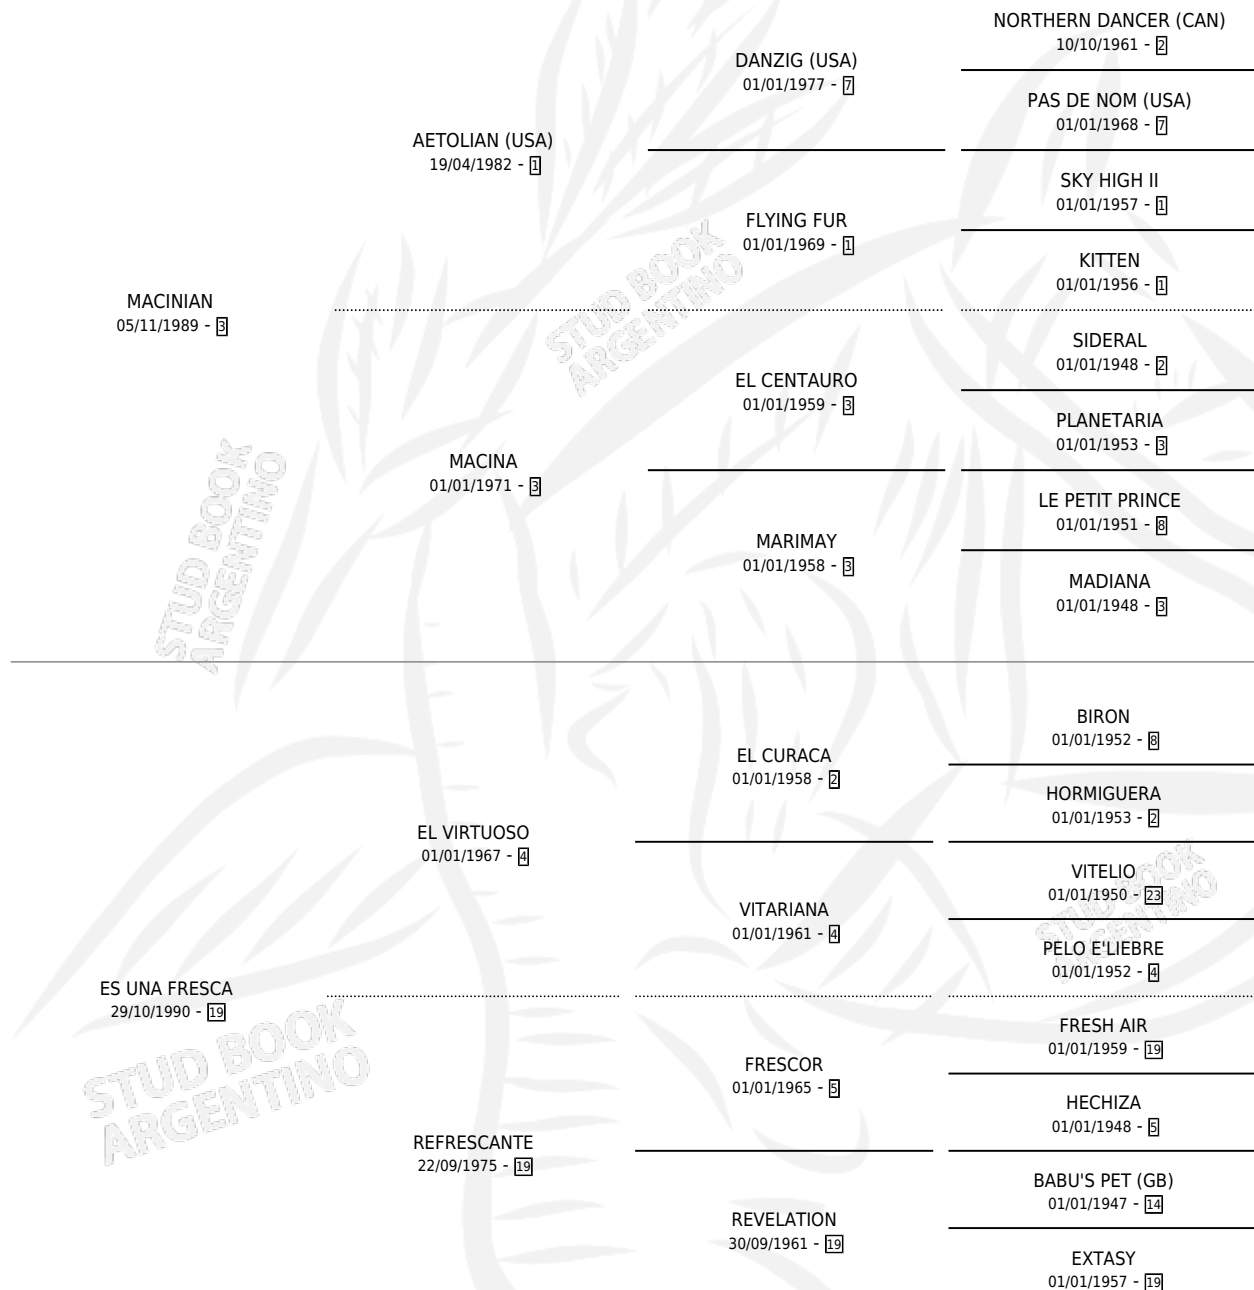 NORTHERN DANCER (CAN)
10/10/1961 - 2
DANZIG (USA)
01/01/1977 - 7
PAS DE NOM (USA)
01/01/1968 - 7
AETOLIAN (USA)
19/04/1982 - 1
SKY HIGH II
01/01/1957 - 1
FLYING FUR
01/01/1969 - 1
KITTEN
01/01/1956 - 1
MACINIAN
05/11/1989 - 3
SIDERAL
01/01/1948 - 2
EL CENTAURO
01/01/1959 - 3
PLANETARIA
01/01/1953 - 3
MACINA
01/01/1971 - 3
LE PETIT PRINCE
01/01/1951 - 8
MARIMAY
01/01/1958 - 3
MADIANA
01/01/1948 - 3
BIRON
01/01/1952 - 8
EL CURACA
01/01/1958 - 2
HORMIGUERA
01/01/1953 - 2
EL VIRTUOSO
01/01/1967 - 4
VITELIO
01/01/1950 - 23
VITARIANA
01/01/1961 - 4
PELO E'LIEBRE
01/01/1952 - 4
ES UNA FRESCA
29/10/1990 - 19
FRESH AIR
01/01/1959 - 19
FRESCOR
01/01/1965 - 5
HECHIZA
01/01/1948 - 5
REFRESCANTE
22/09/1975 - 19
BABU'S PET (GB)
01/01/1947 - 14
REVELATION
30/09/1961 - 19
EXTASY
01/01/1957 - 19
STUD BOOK
ARGENTINO
STUD BOOK
ARGENTINO
STUD BOOK
ARGENTINO
STUD BOOK
ARGENTINO